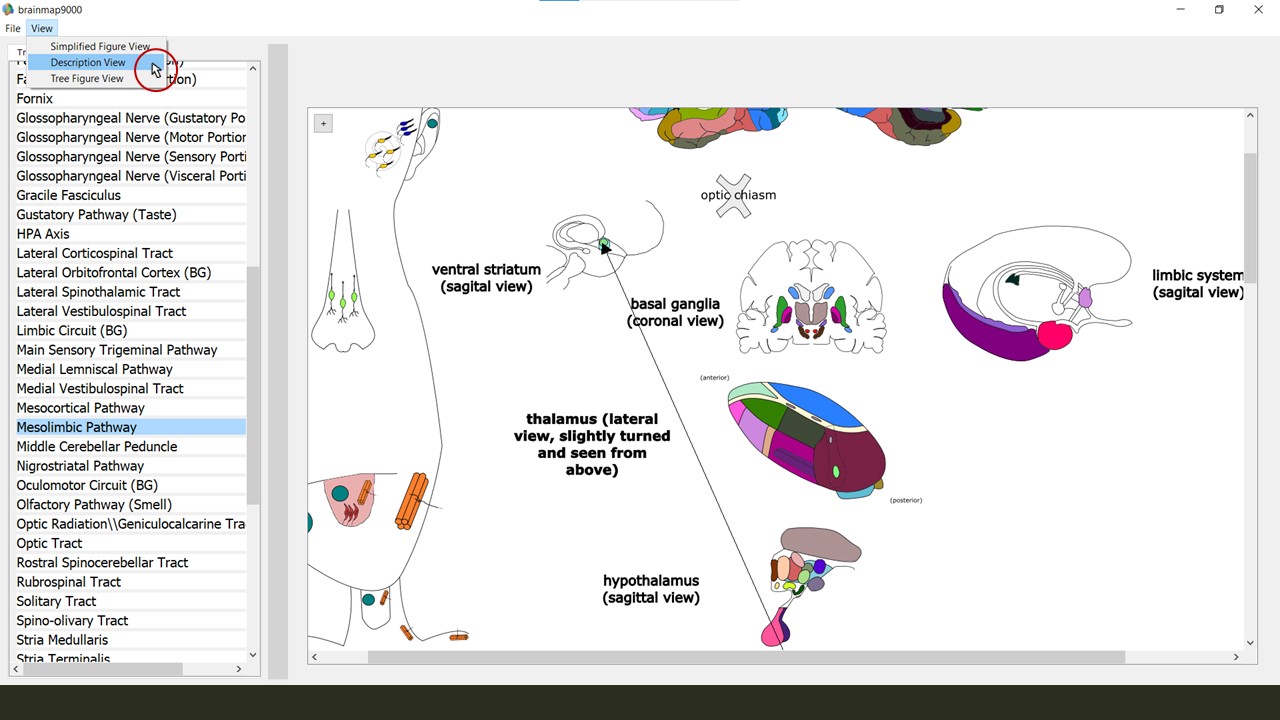 brainmap9000
File View
Simplified Figure View
Description View
Tree Figure View
Fornix
Glossopharyngeal Nerve (Gustatory Po
Glossopharyngeal Nerve (Motor Portion
Glossopharyngeal Nerve (Sensory Porti
Glossopharyngeal Nerve (Visceral Porti
Gracile Fasciculus
Gustatory Pathway (Taste)
HPA Axis
Lateral Corticospinal Tract
Lateral Orbitofrontal Cortex (BG)
Lateral Spinothalamic Tract
Lateral Vestibulospinal Tract
Limbic Circuit (BG)
Main Sensory Trigeminal Pathway
Medial Lemniscal Pathway
Medial Vestibulospinal Tract
Mesocortical Pathway
Mesolimbic Pathway
Middle Cerebellar Peduncle
Nigrostriatal Pathway
Oculomotor Circuit (BG)
Olfactory Pathway (Smell)
Optic Radiation\\Geniculocalcarine Tra
Optic Tract
Rostral Spinocerebellar Tract
Rubrospinal Tract
Solitary Tract
Spino-olivary Tract
Stria Medullaris
Stria Terminalis
+
optic chiasm
ventral striatum
(sagital view)
basal ganglia
(coronal view)
limbic system
(sagital view)
(anterior)
thalamus (lateral
view, slightly turned
and seen from
above)
(posterior)
hypothalamus
(sagittal view)